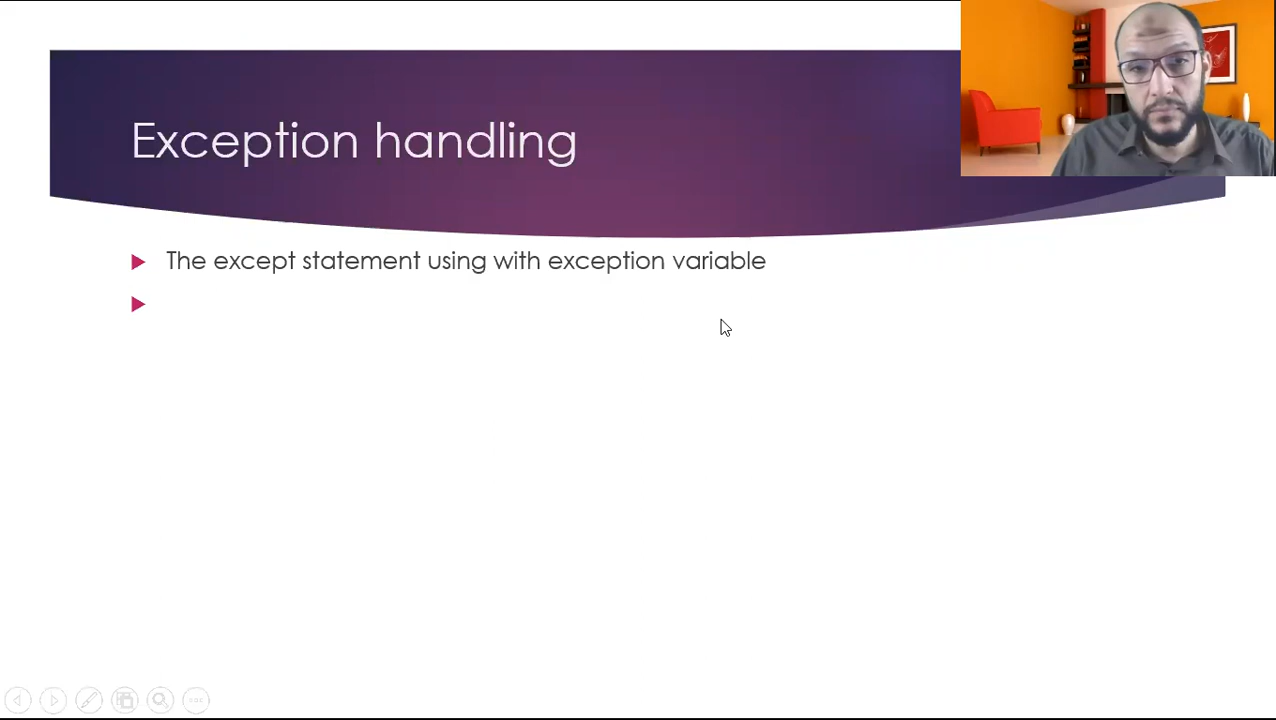 Exception handling
The except statement using with exception variable